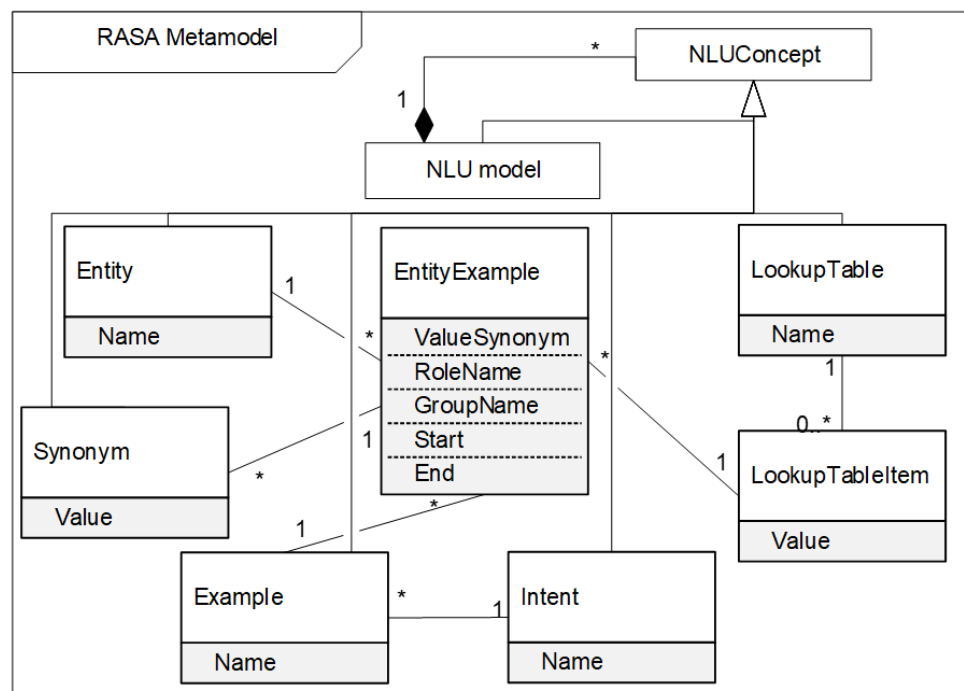 RASA Metamodel
NLUConcept
*
1
NLU model
Entity
Name
1
*
EntityExample
ValueSynonym
RoleName
GroupName
Start
End
LookupTable
Name
1
0..*
*
1
LookupTableItem
Value
Synonym
Value
*
1
*
1
Example
Name
*
1
Intent
Name